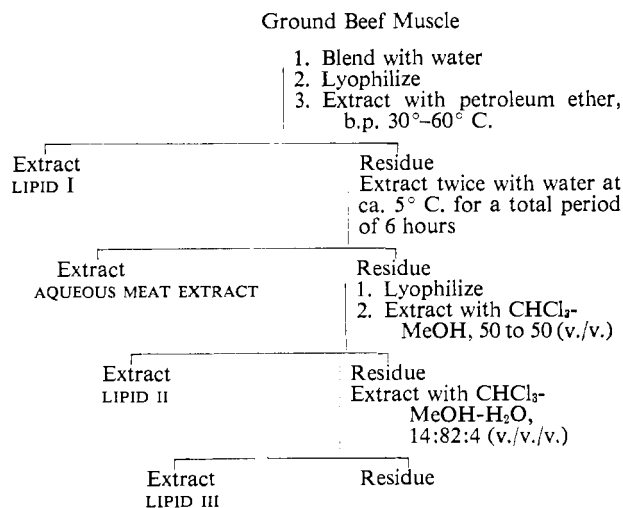 Ground Beef Muscle
1. Blend with water
2. Lyophilize
3. Extract with petroleum ether,
b.p. 30°–60° C.
Extract
LIPID I
Residue
Extract twice with water at
ca. 5° C. for a total period
of 6 hours
Extract
AQUEOUS MEAT EXTRACT
Residue
1. Lyophilize
2. Extract with CHCl₃-
MeOH, 50 to 50 (v./v.)
Extract
LIPID II
Residue
Extract with CHCl₃-
MeOH-H₂O,
14:82:4 (v./v./v.)
Extract
LIPID III
Residue